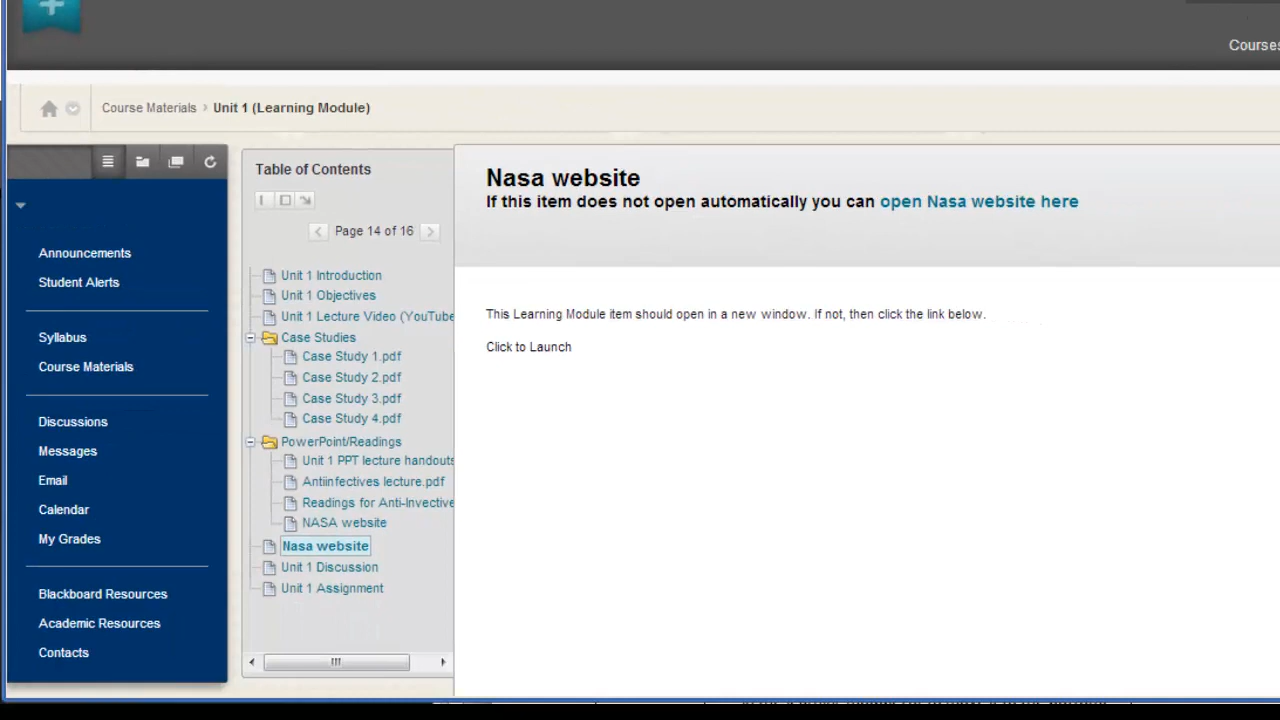 Courses
Course Materials > Unit 1 (Learning Module)
Announcements
Student Alerts
Syllabus
Course Materials
Discussions
Messages
Email
Calendar
My Grades
Blackboard Resources
Academic Resources
Contacts
Table of Contents
Page 14 of 16
Unit 1 Introduction
Unit 1 Objectives
Unit 1 Lecture Video (YouTube
Case Studies
Case Study 1.pdf
Case Study 2.pdf
Case Study 3.pdf
Case Study 4.pdf
PowerPoint/Readings
Unit 1 PPT lecture handouts
Antiinfectives lecture.pdf
Readings for Anti-Invective
NASA website
Nasa website
Unit 1 Discussion
Unit 1 Assignment
Nasa website
If this item does not open automatically you can open Nasa website here
This Learning Module item should open in a new window. If not, then click the link below.
Click to Launch